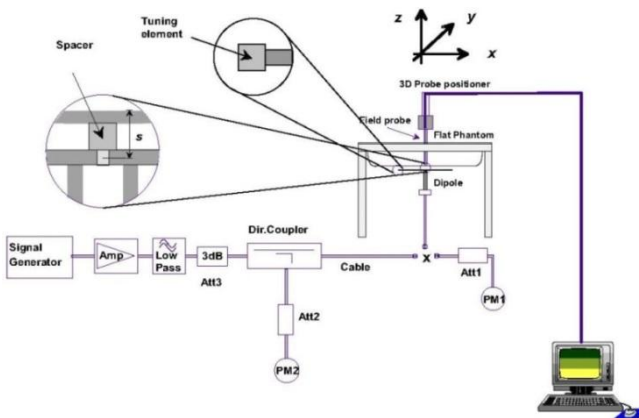 Tuning
element
Spacer
s
z
y
x
3D Probe positioner
Field probe
Flat Phantom
Dipole
Dir.Coupler
Signal
Generator
Amp
Low
Pass
3dB
Att3
Cable
x
Att1
PM1
Att2
PM2